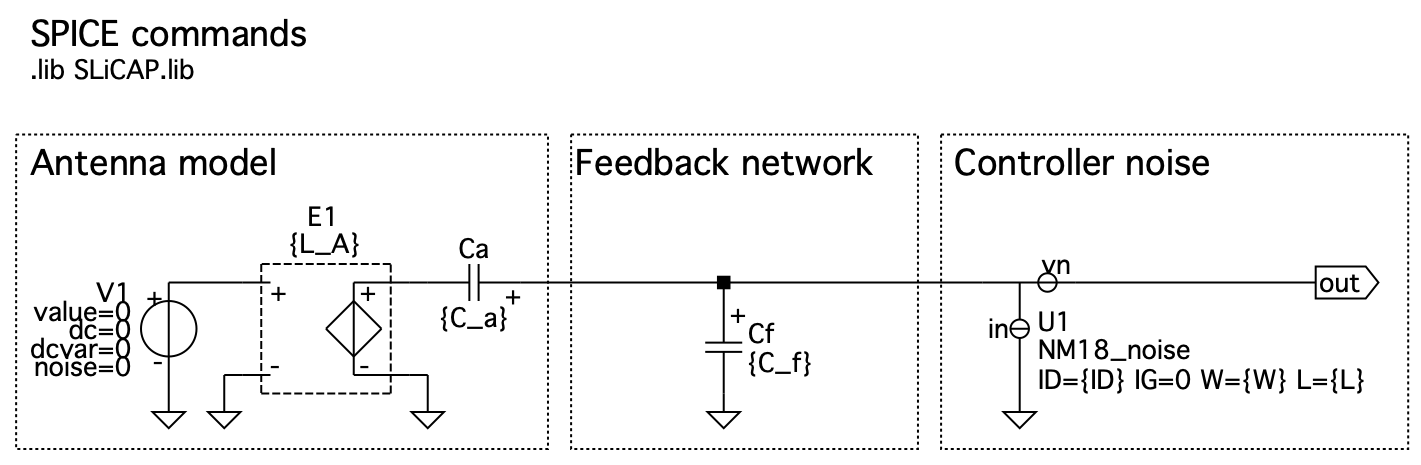 SPICE commands
.lib SLiCAP.lib
Antenna model
Feedback network
Controller noise
E1
{L_A}
Ca
{C_a}
+
V1
value=0
dc=0
dcvar=0
noise=0
+
-
+
-
+
-
+
Cf
{C_f}
vn
in
U1
NM18_noise
ID={ID} IG=0 W={W} L={L}
out